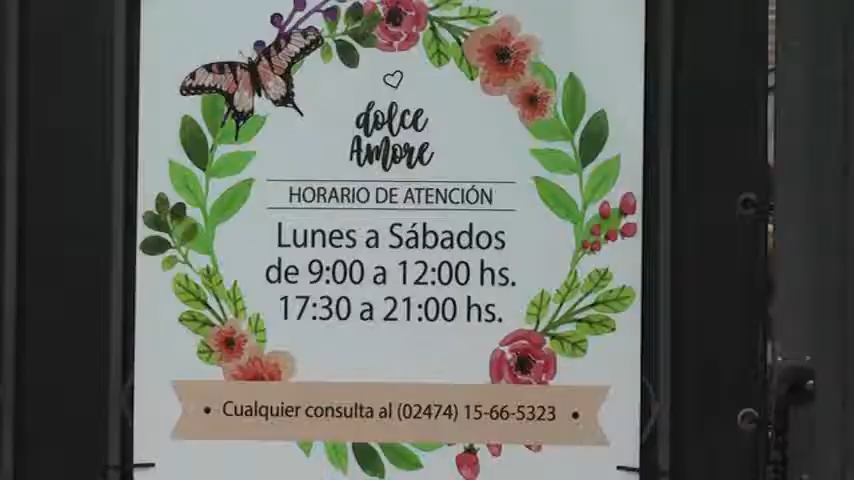 dolce
Amore
HORARIO DE ATENCIÓN
Lunes a Sábados
de 9:00 a 12:00 hs.
17:30 a 21:00 hs.
• Cualquier consulta al (02474) 15-66-5323 •